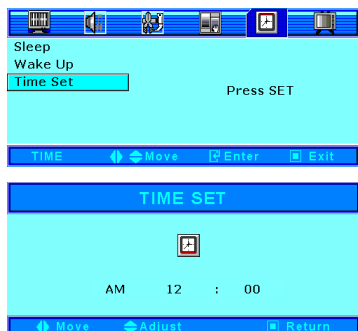 Sleep
Wake Up
Time Set
Press SET
TIME Move Enter Exit
TIME SET
AM 12 : 00
Move Adjust Return